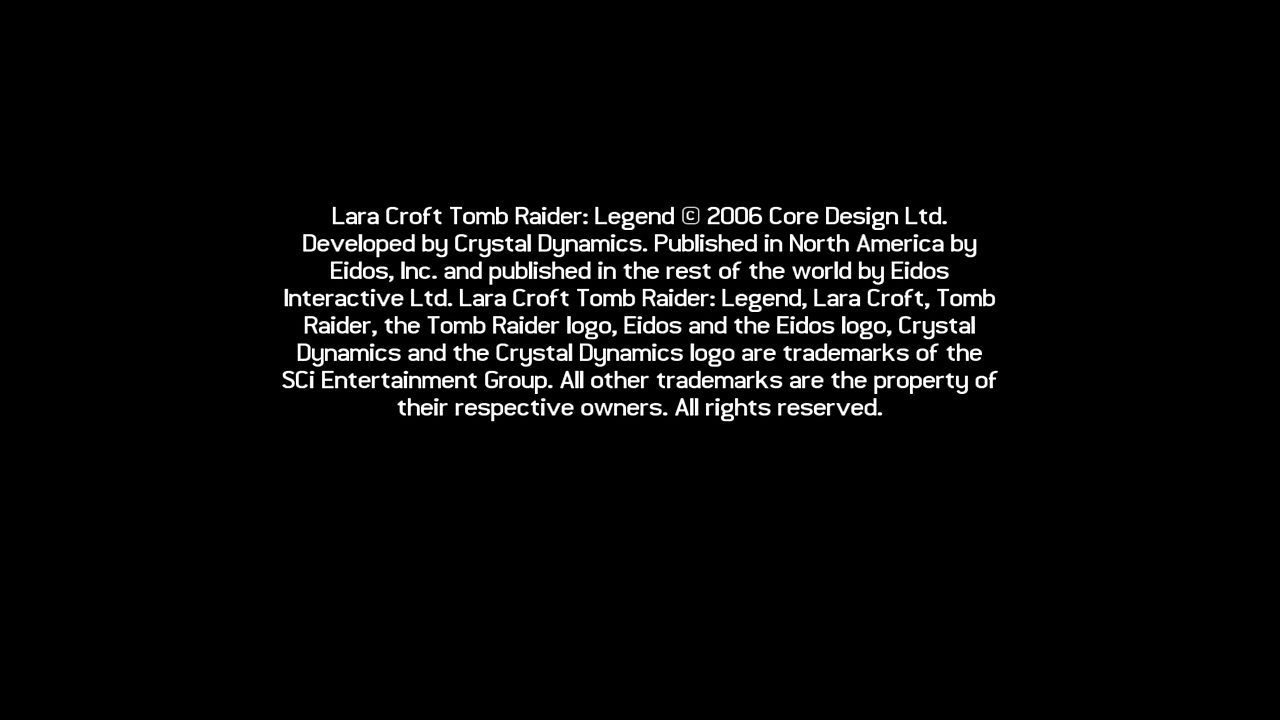 Lara Croft Tomb Raider: Legend © 2006 Core Design Ltd.
Developed by Crystal Dynamics. Published in North America by
Eidos, Inc. and published in the rest of the world by Eidos
Interactive Ltd. Lara Croft Tomb Raider: Legend, Lara Croft, Tomb
Raider, the Tomb Raider logo, Eidos and the Eidos logo, Crystal
Dynamics and the Crystal Dynamics logo are trademarks of the
SCi Entertainment Group. All other trademarks are the property of
their respective owners. All rights reserved.